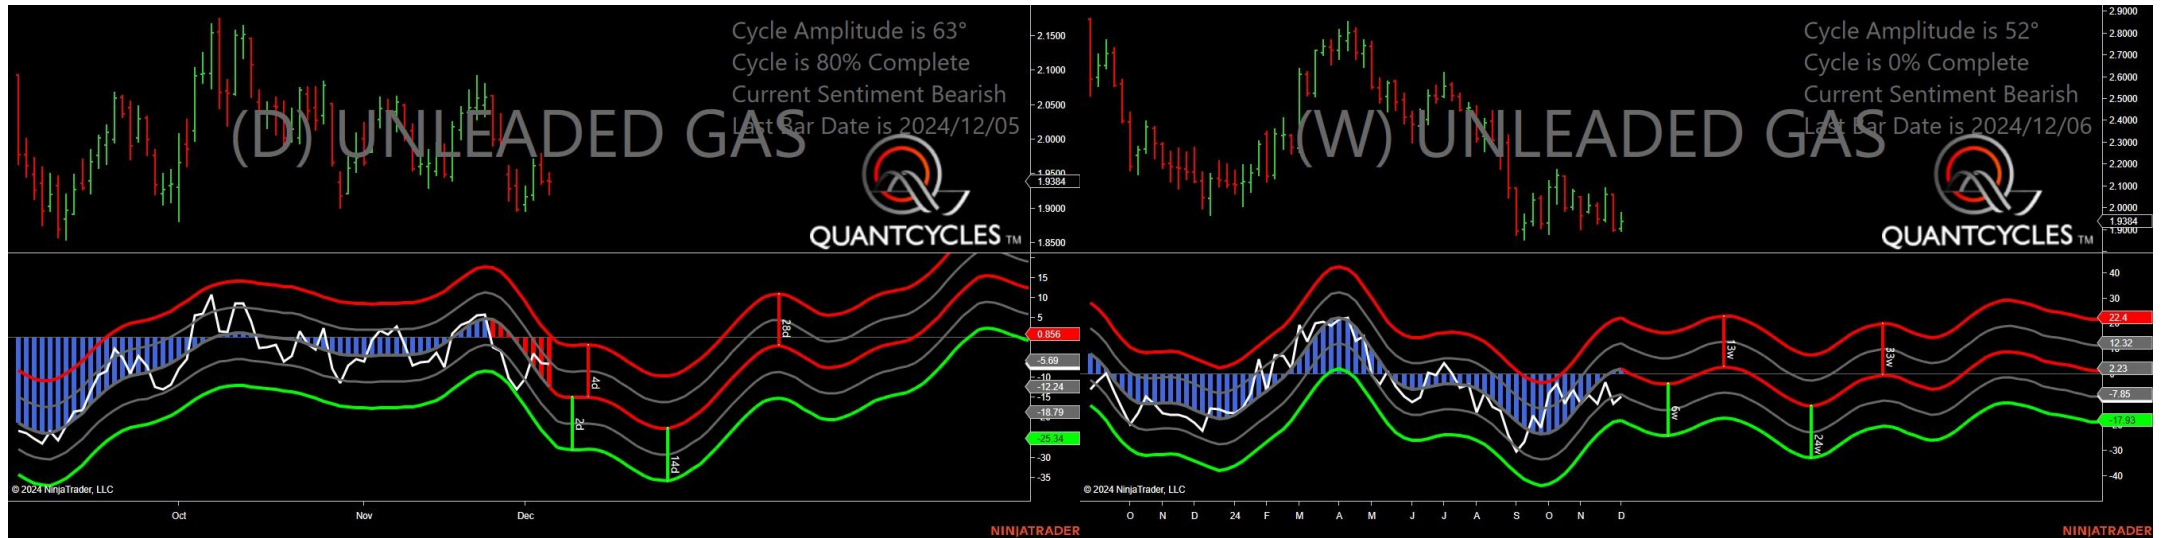 Cycle Amplitude is 63°
Cycle is 80% Complete
Current Sentiment Bearish
Last Bar Date is 2024/12/05
(D) UNLEADED GAS
QUANTCYCLES TM
2.1500
2.1000
2.0500
2.0000
1.9500
1.9384
1.9000
1.8500
15
10
5
0.856
-5.69
-10
-12.24
-15
-18.79
-25.34
-30
-35
4d
2d
14d
28d
© 2024 NinjaTrader, LLC
Oct Nov Dec
NINJATRADER
Cycle Amplitude is 52°
Cycle is 0% Complete
Current Sentiment Bearish
Last Bar Date is 2024/12/06
(W) UNLEADED GAS
QUANTCYCLES TM
2.9000
2.8000
2.7000
2.6000
2.5000
2.4000
2.3000
2.2000
2.1000
2.0000
1.9384
1.9000
40
30
22.4
12.32
2.23
-7.85
-17.93
-30
-40
6w
13w
24w
33w
© 2024 NinjaTrader, LLC
O N D 24 F M A M J J A S O N D
NINJATRADER